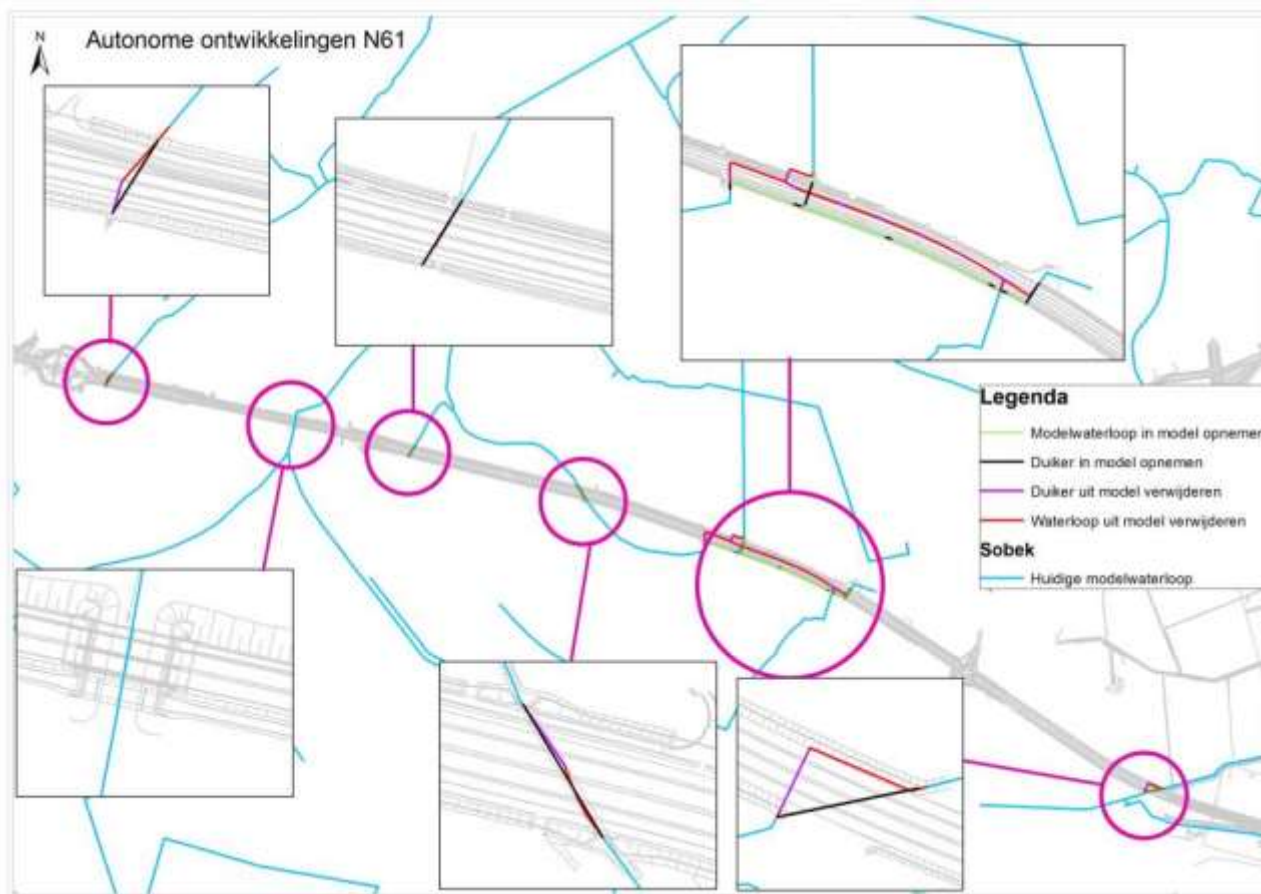 N
Autonome ontwikkelingen N61
Legenda
Modelwaterloop in model opnemen
Duiker in model opnemen
Duiker uit model verwijderen
Waterloop uit model verwijderen
Sobek
Huidige modelwaterloop